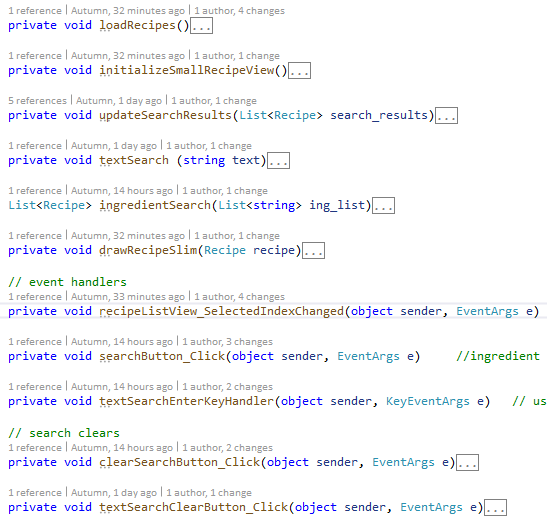 1 reference | Autumn, 32 minutes ago | 1 author, 4 changes
private void loadRecipes()...
1 reference | Autumn, 32 minutes ago | 1 author, 1 change
private void initializeSmallRecipeView()...
5 references | Autumn, 1 day ago | 1 author, 1 change
private void updateSearchResults(List<Recipe> search_results)...
1 reference | Autumn, 1 day ago | 1 author, 1 change
private void textSearch (string text)...
1 reference | Autumn, 14 hours ago | 1 author, 1 change
List<Recipe> ingredientSearch(List<string> ing_list)...
1 reference | Autumn, 32 minutes ago | 1 author, 1 change
private void drawRecipeSlim(Recipe recipe)...
// event handlers
1 reference | Autumn, 33 minutes ago | 1 author, 4 changes
private void recipeListView_SelectedIndexChanged(object sender, EventArgs e)
1 reference | Autumn, 14 hours ago | 1 author, 3 changes
private void searchButton_Click(object sender, EventArgs e) //ingredient
1 reference | Autumn, 14 hours ago | 1 author, 2 changes
private void textSearchEnterKeyHandler(object sender, KeyEventArgs e) // us
// search clears
1 reference | Autumn, 14 hours ago | 1 author, 2 changes
private void clearSearchButton_Click(object sender, EventArgs e)...
1 reference | Autumn, 1 day ago | 1 author, 1 change
private void textSearchClearButton_Click(object sender, EventArgs e)...